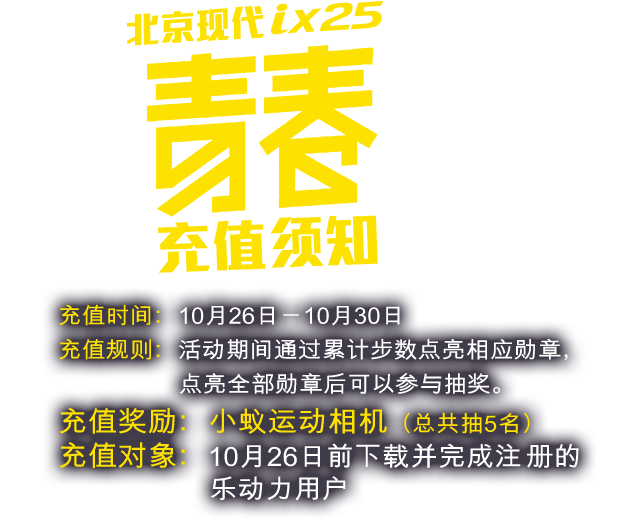 北京现代ix25
青春
充值须知
充值时间：10月26日－10月30日
充值规则：活动期间通过累计步数点亮相应勋章，
点亮全部勋章后可以参与抽奖。
充值奖励：小蚁运动相机（总共抽5名）
充值对象：10月26日前下载并完成注册的
乐动力用户